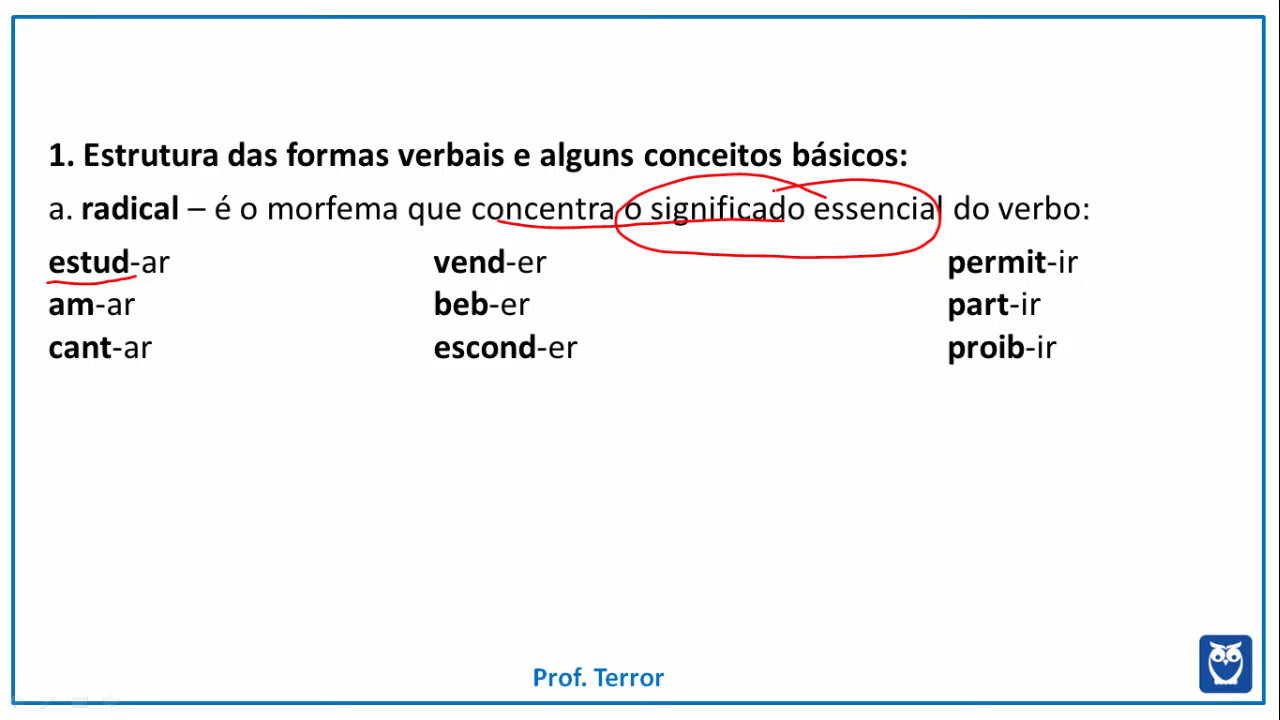 1. Estrutura das formas verbais e alguns conceitos básicos:
a. radical – é o morfema que concentra o significado essencial do verbo:
estud-ar vend-er permit-ir
am-ar beb-er part-ir
cant-ar escond-er proib-ir
Prof. Terror